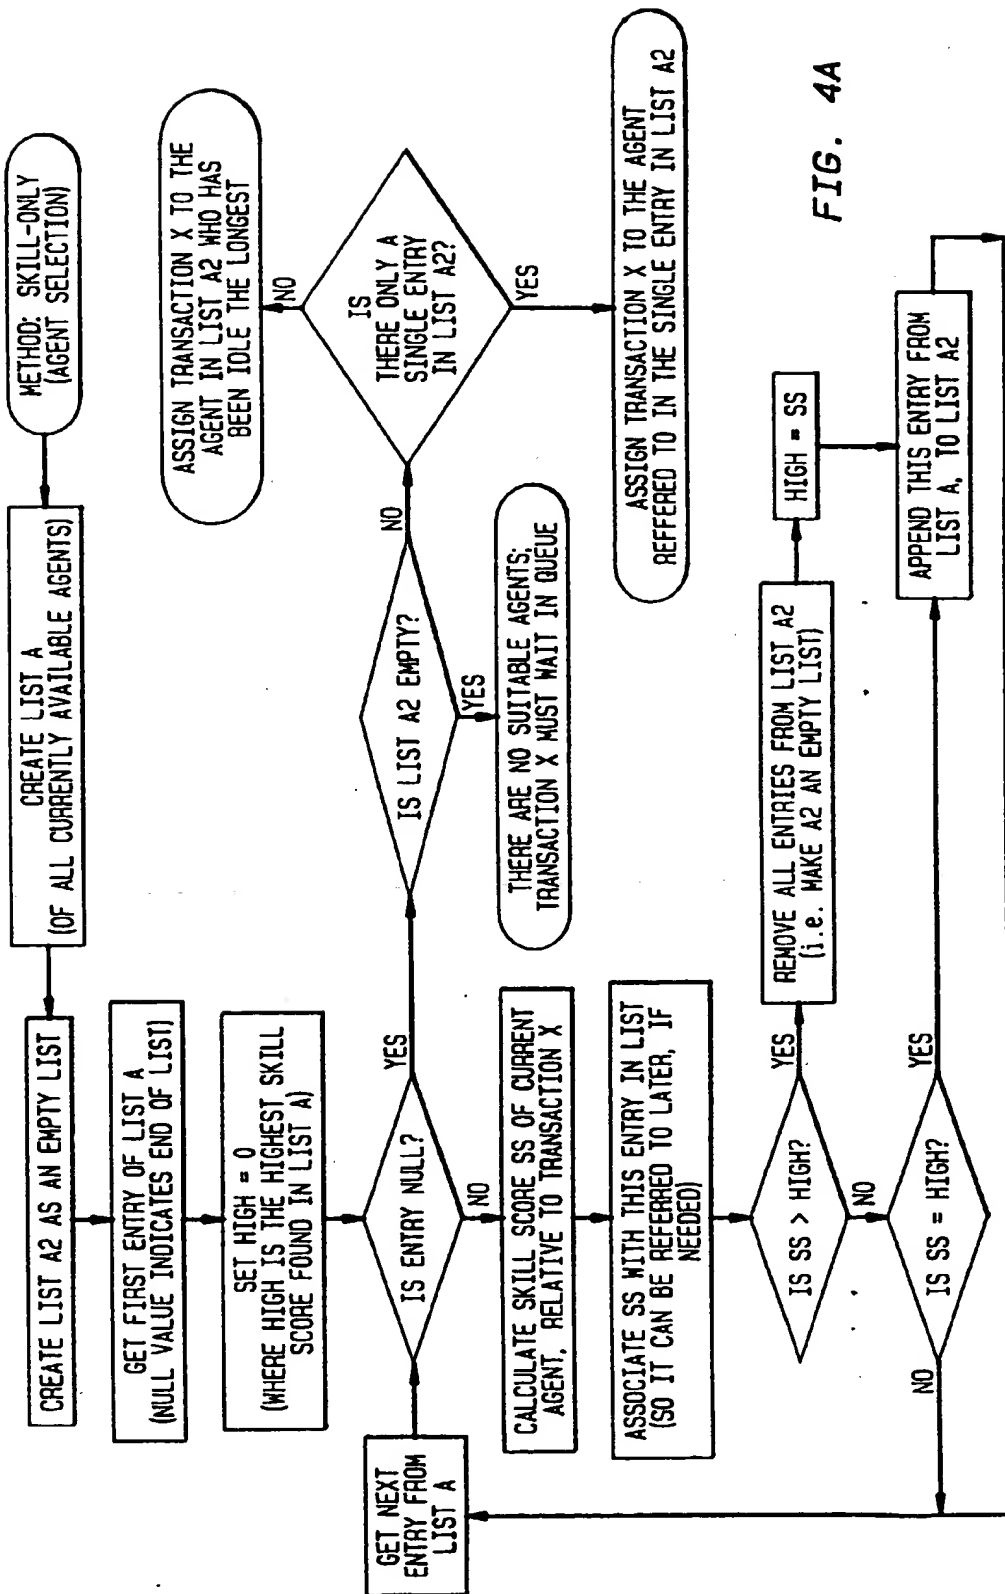 METHOD: SKILL-ONLY
(AGENT SELECTION)
CREATE LIST A
(OF ALL CURRENTLY AVAILABLE AGENTS)
CREATE LIST A2 AS AN EMPTY LIST
GET FIRST ENTRY OF LIST A
(NULL VALUE INDICATES END OF LIST)
SET HIGH = 0
(WHERE HIGH IS THE HIGHEST SKILL
SCORE FOUND IN LIST A)
GET NEXT
ENTRY FROM
LIST A
IS ENTRY NULL?
YES
NO
IS LIST A2 EMPTY?
NO
YES
IS
THERE ONLY A
SINGLE ENTRY
IN LIST A2?
NO
YES
ASSIGN TRANSACTION X TO THE
AGENT IN LIST A2 WHO HAS
BEEN IDLE THE LONGEST
THERE ARE NO SUITABLE AGENTS;
TRANSACTION X MUST WAIT IN QUEUE
ASSIGN TRANSACTION X TO THE AGENT
REFFERED TO IN THE SINGLE ENTRY IN LIST A2
CALCULATE SKILL SCORE SS OF CURRENT
AGENT, RELATIVE TO TRANSACTION X
ASSOCIATE SS WITH THIS ENTRY IN LIST
(SO IT CAN BE REFERRED TO LATER, IF
NEEDED)
IS SS > HIGH?
YES
NO
REMOVE ALL ENTRIES FROM LIST A2
(i.e. MAKE A2 AN EMPTY LIST)
HIGH = SS
IS SS = HIGH?
YES
NO
APPEND THIS ENTRY FROM
LIST A, TO LIST A2
FIG. 4A